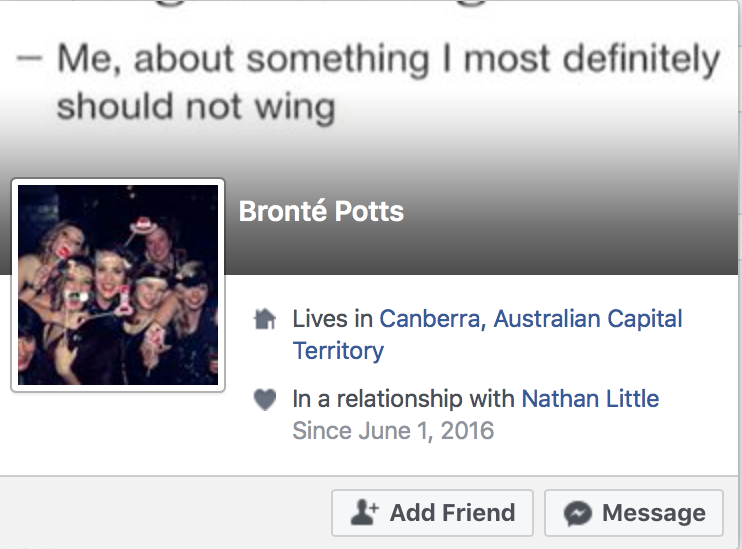 – Me, about something I most definitely
should not wing
Bronté Potts
Lives in Canberra, Australian Capital
Territory
In a relationship with Nathan Little
Since June 1, 2016
Add Friend
Message